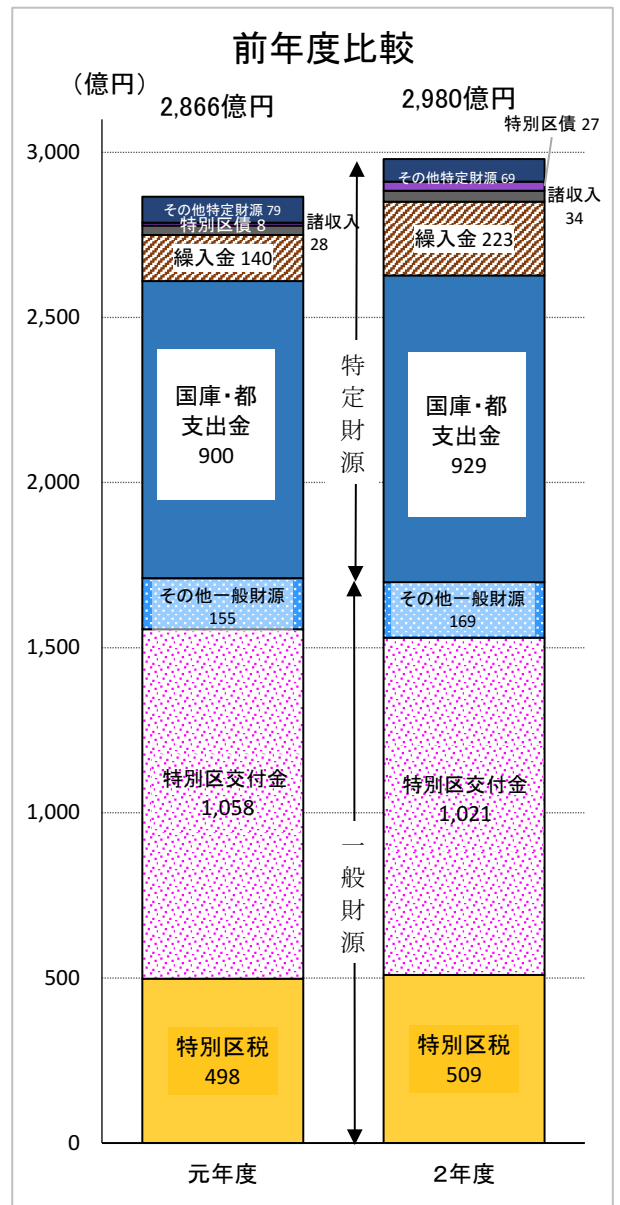 前年度比較
（億円）
2,866億円
2,980億円
特別区債 27
3,000
その他特定財源 79
特別区債 8
諸収入
28
繰入金 140
その他特定財源 69
諸収入
34
繰入金 223
2,500
国庫・都
支出金
900
特定財源
国庫・都
支出金
929
2,000
その他一般財源
155
その他一般財源
169
1,500
特別区交付金
1,058
特別区交付金
1,021
1,000
一般財源
500
特別区税
498
特別区税
509
0
元年度
２年度